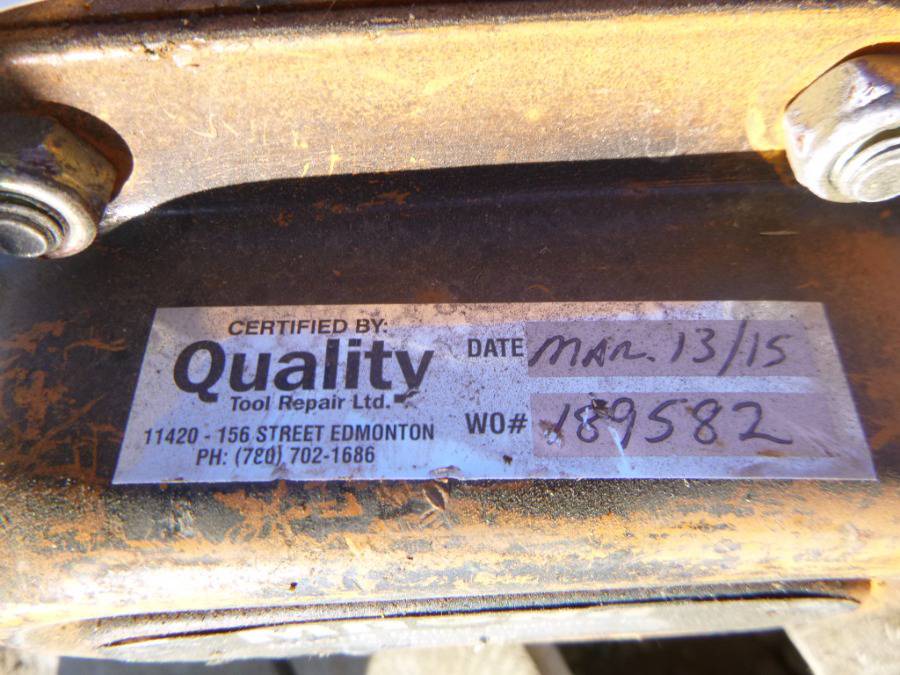 CERTIFIED BY:
Quality
Tool Repair Ltd.
11420 - 156 STREET EDMONTON
PH: (780) 702-1686
DATE MAR. 13/15
WO# 189582